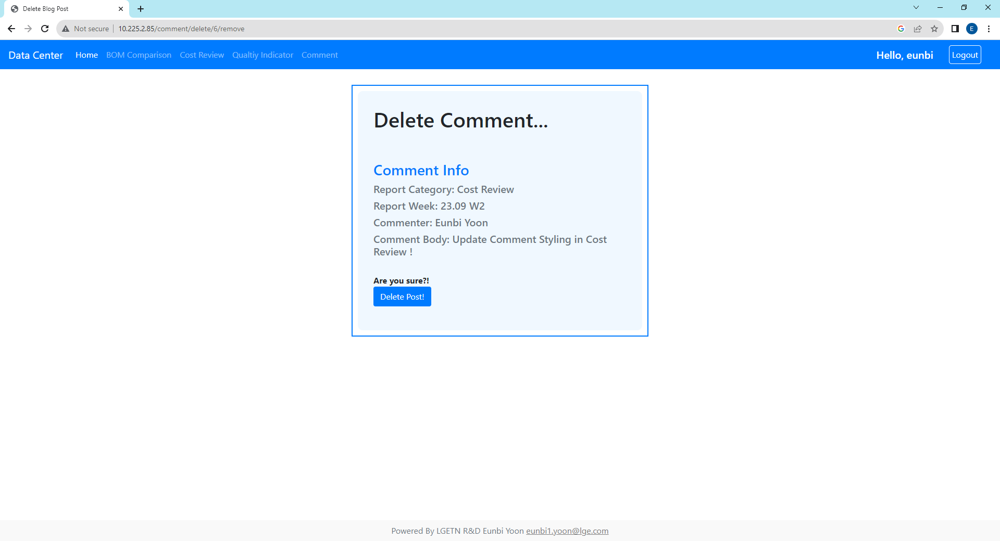 Delete Blog Post
Not secure 10.225.2.85/comment/delete/6/remove
E
Data Center Home BOM Comparison Cost Review Qualtiy Indicator Comment Hello, eunbi Logout
Delete Comment...
Comment Info
Report Category: Cost Review
Report Week: 23.09 W2
Commenter: Eunbi Yoon
Comment Body: Update Comment Styling in Cost
Review !
Are you sure?!
Delete Post!
Powered By LGETN R&D Eunbi Yoon eunbi1.yoon@lge.com